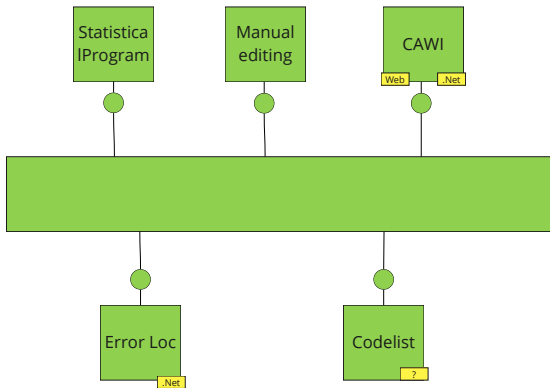 Statistica
lProgram
Manual
editing
CAWI
Web
.Net
Error Loc
.Net
Codelist
?